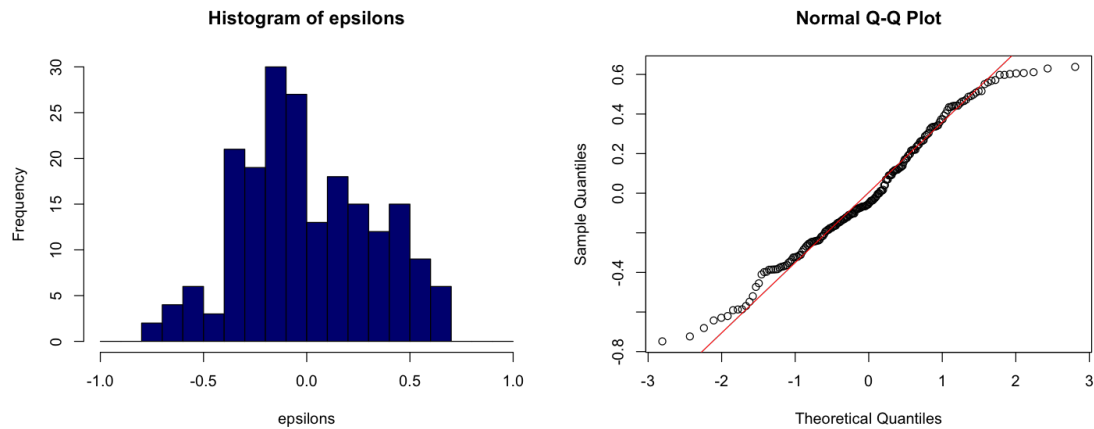 Histogram of epsilons
Frequency
30
25
20
15
10
5
0
-1.0 -0.5 0.0 0.5 1.0
epsilons
Normal Q-Q Plot
Sample Quantiles
0.6
0.4
0.2
0.0
-0.4
-0.8
-3 -2 -1 0 1 2 3
Theoretical Quantiles